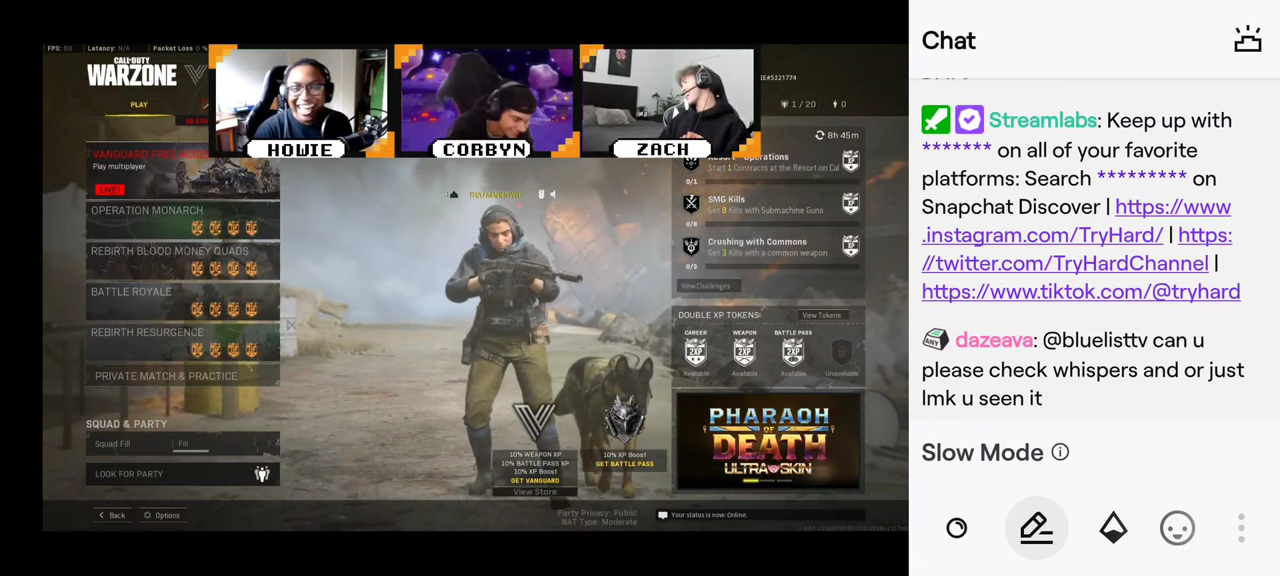 FPS: 59
Latency: N/A
Packet Loss 0 %
CALL·DUTY
WARZONE
PLAY
HOWIE
CORBYN
ZACH
#5321774
1 / 20
0
8h 45m
VANGUARD FREE
Play multiplayer
LIVE!
OPERATION MONARCH
REBIRTH BLOOD MONEY QUADS
BATTLE ROYALE
REBIRTH RESURGENCE
PRIVATE MATCH & PRACTICE
SQUAD & PARTY
Squad Fill
Fill
LOOK FOR PARTY
Back
Options
Operations
Start 1 Contracts at the Resort on Cal
0/1
SMG Kills
Get 8 Kills with Submachine Guns
0/8
Crushing with Commons
Get 3 Kills with a common weapon
0/3
View Challenges
DOUBLE XP TOKENS
View Tokens
CAREER
WEAPON
BATTLE PASS
2XP
2XP
2XP
Available
Available
Available
Unavailable
PHARAOH
OF
DEATH
ULTRA SKIN
10% WEAPON XP
10% BATTLE PASS XP
10% XP Boost
GET VANGUARD
View Store
10% XP Boost
GET BATTLE PASS
Party Privacy: Public
NAT Type: Moderate
Your status is now: Online.
Chat
Streamlabs: Keep up with
******* on all of your favorite
platforms: Search ********* on
Snapchat Discover | https://www
.instagram.com/TryHard/ | https:
//twitter.com/TryHardChannel |
https://www.tiktok.com/@tryhard
ANY dazeava: @bluelisttv can u
please check whispers and or just
lmk u seen it
Slow Mode